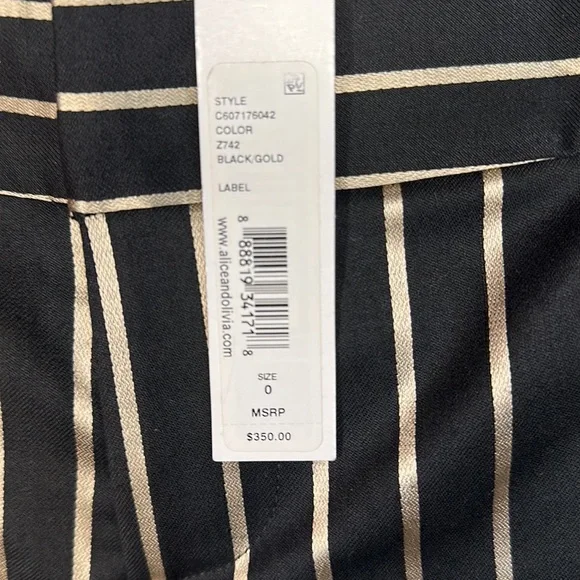 STYLE
C607176042
COLOR
Z742
BLACK/GOLD
LABEL
8 88819 34171 8
www.aliceandolivia.com
SIZE
0
MSRP
$350.00